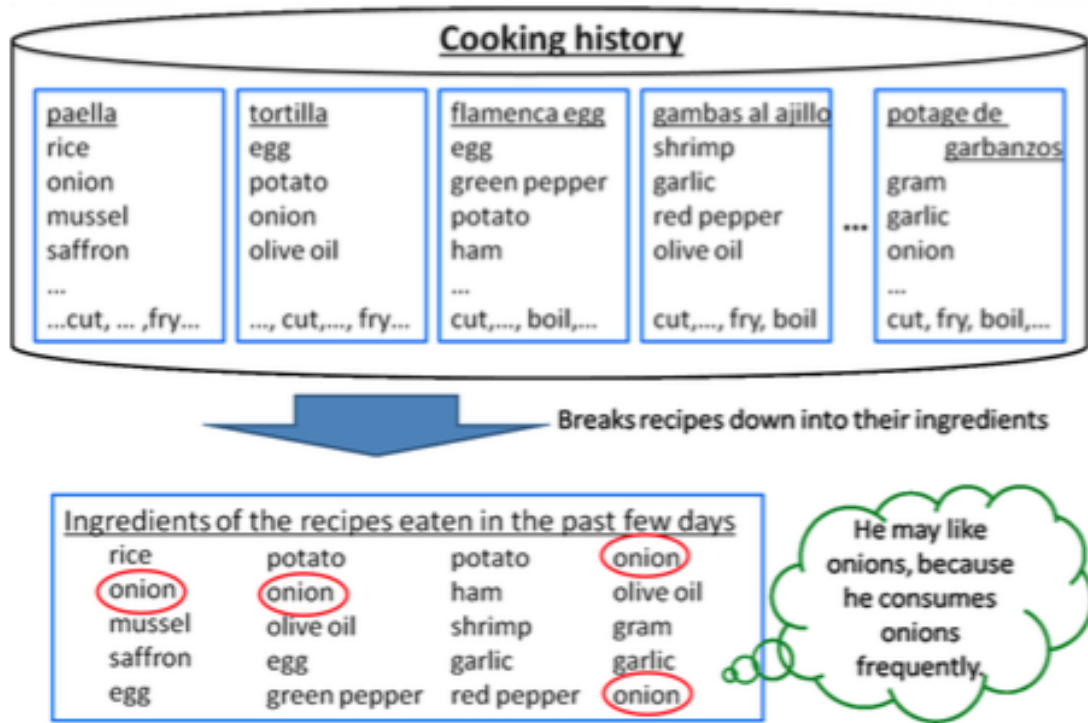 Cooking history
paella
rice
onion
mussel
saffron
...
...cut, ... ,fry...
tortilla
egg
potato
onion
olive oil
..., cut,..., fry...
flamenca egg
egg
green pepper
potato
ham
...
cut,..., boil,...
gambas al ajillo
shrimp
garlic
red pepper
olive oil
cut,..., fry, boil
...
potage de
garbanzos
gram
garlic
onion
...
cut, fry, boil,...
Breaks recipes down into their ingredients
Ingredients of the recipes eaten in the past few days
rice
onion
mussel
saffron
egg
potato
onion
olive oil
egg
green pepper
potato
ham
shrimp
garlic
red pepper
onion
olive oil
gram
garlic
onion
He may like
onions, because
he consumes
onions
frequently.